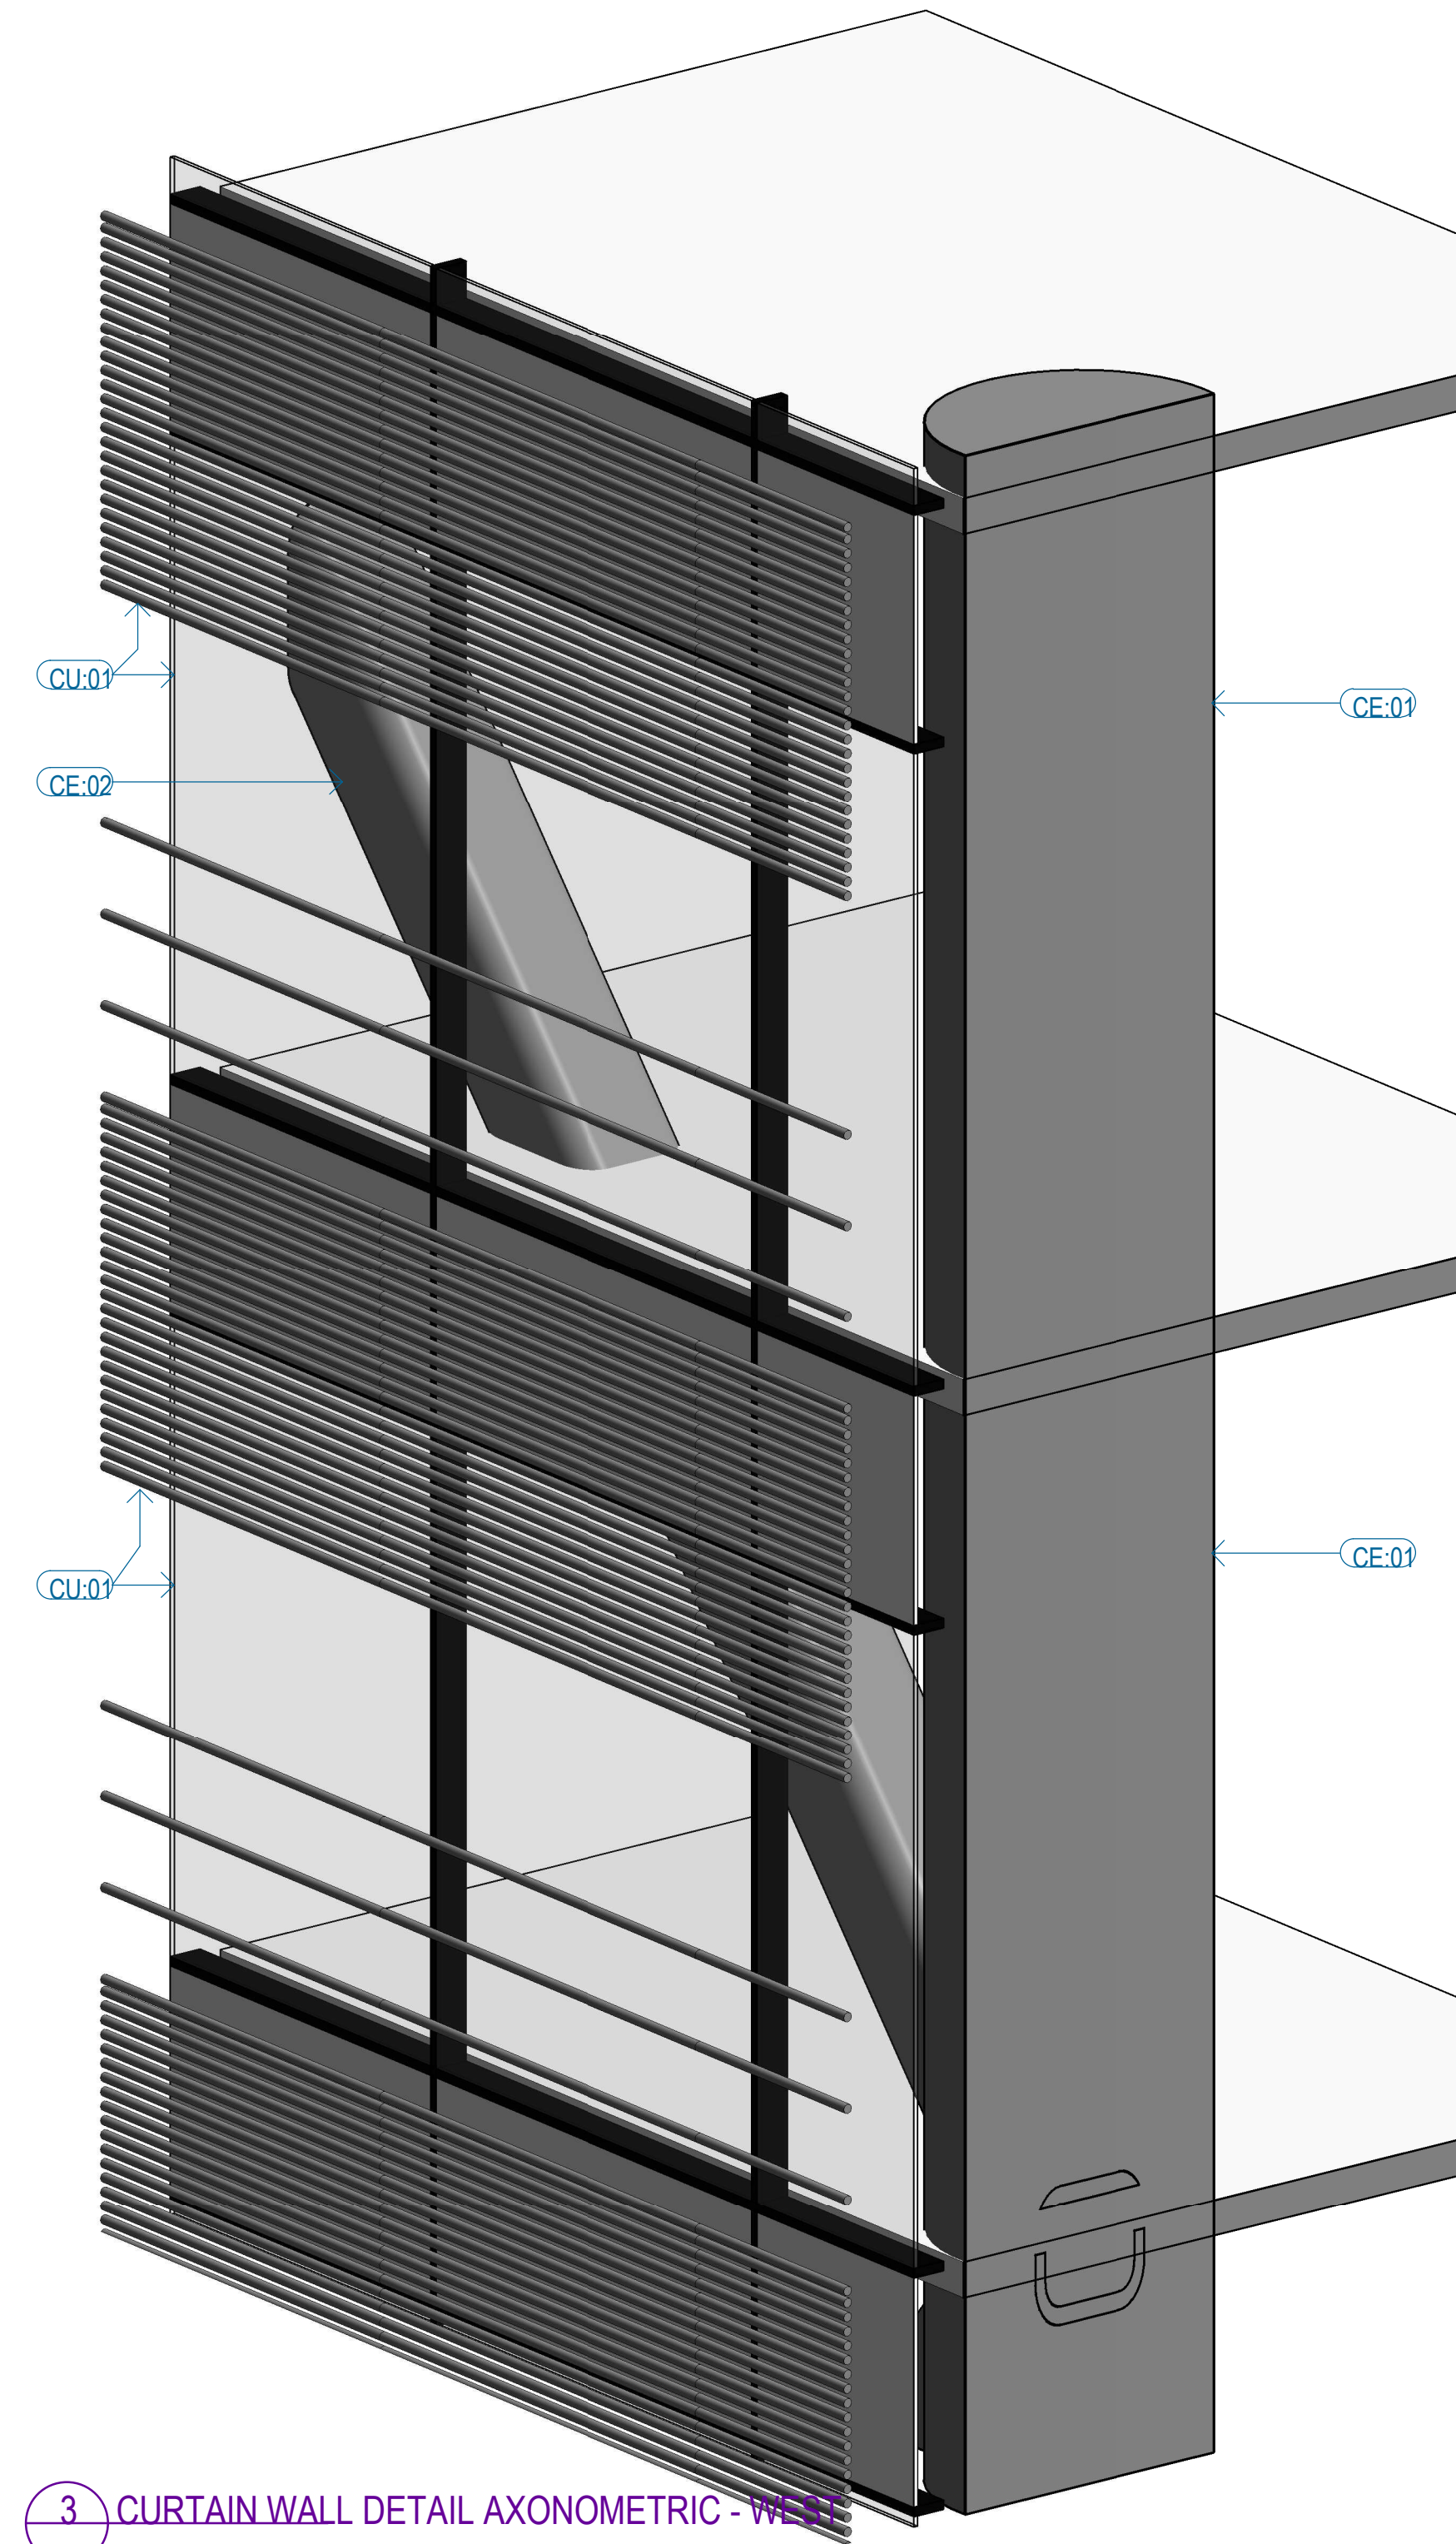 CU:01
CE:01
CE:02
CU:01
CE:01
3 CURTAIN WALL DETAIL AXONOMETRIC - WEST